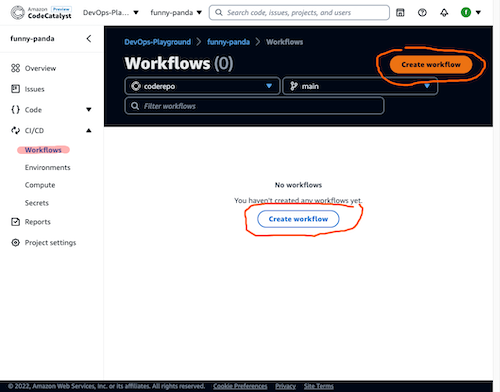 Amazon Preview
CodeCatalyst
DevOps-Pla...
funny-panda
Search code, issues, projects, and users
f
funny-panda
Overview
Issues
Code
CI/CD
Workflows
Environments
Compute
Secrets
Reports
Project settings
DevOps-Playground > funny-panda > Workflows
Workflows (0)
Create workflow
coderepo
main
Filter workflows
No workflows
You haven't created any workflows yet.
Create workflow
© 2022, Amazon Web Services, Inc. or its affiliates. All rights reserved. Cookie Preferences Privacy Site Terms